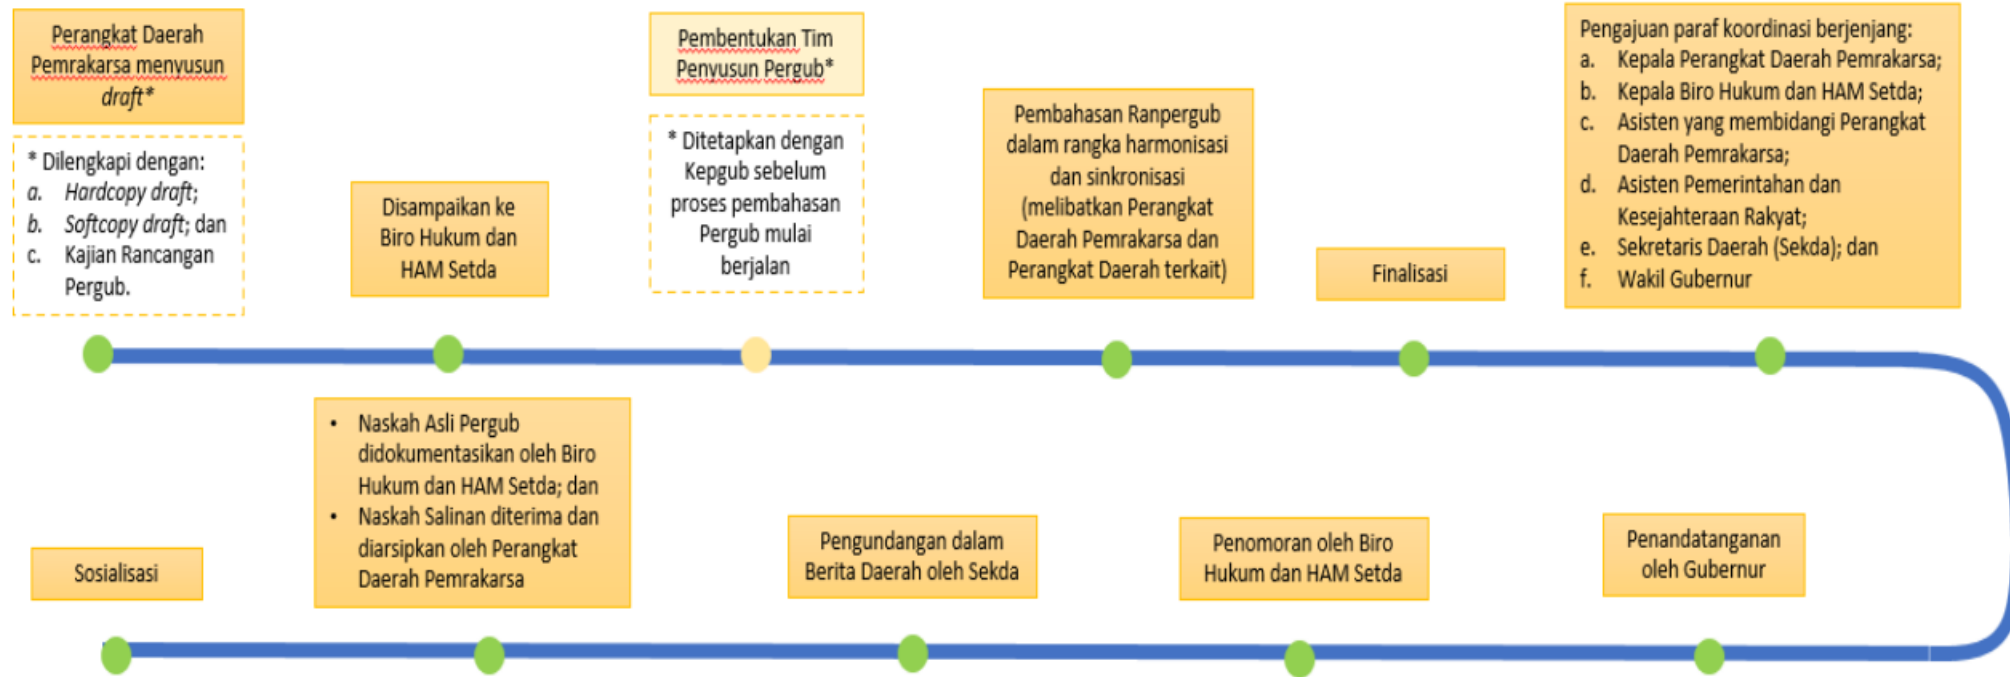 Perangkat Daerah
Pemrakarsa menyusun
draft*
* Dilengkapi dengan:
a. Hardcopy draft;
b. Softcopy draft; dan
c. Kajian Rancangan
Pergub.
Disampaikan ke
Biro Hukum dan
HAM Setda
Pembentukan Tim
Penyusun Pergub*
* Ditetapkan dengan
Kepgub sebelum
proses pembahasan
Pergub mulai
berjalan
Pembahasan Ranpergub
dalam rangka harmonisasi
dan sinkronisasi
(melibatkan Perangkat
Daerah Pemrakarsa dan
Perangkat Daerah terkait)
Finalisasi
Pengajuan paraf koordinasi berjenjang:
a. Kepala Perangkat Daerah Pemrakarsa;
b. Kepala Biro Hukum dan HAM Setda;
c. Asisten yang membidangi Perangkat
Daerah Pemrakarsa;
d. Asisten Pemerintahan dan
Kesejahteraan Rakyat;
e. Sekretaris Daerah (Sekda); dan
f. Wakil Gubernur
Penandatanganan
oleh Gubernur
Penomoran oleh Biro
Hukum dan HAM Setda
Pengundangan dalam
Berita Daerah oleh Sekda
• Naskah Asli Pergub
didokumentasikan oleh Biro
Hukum dan HAM Setda; dan
• Naskah Salinan diterima dan
diarsipkan oleh Perangkat
Daerah Pemrakarsa
Sosialisasi